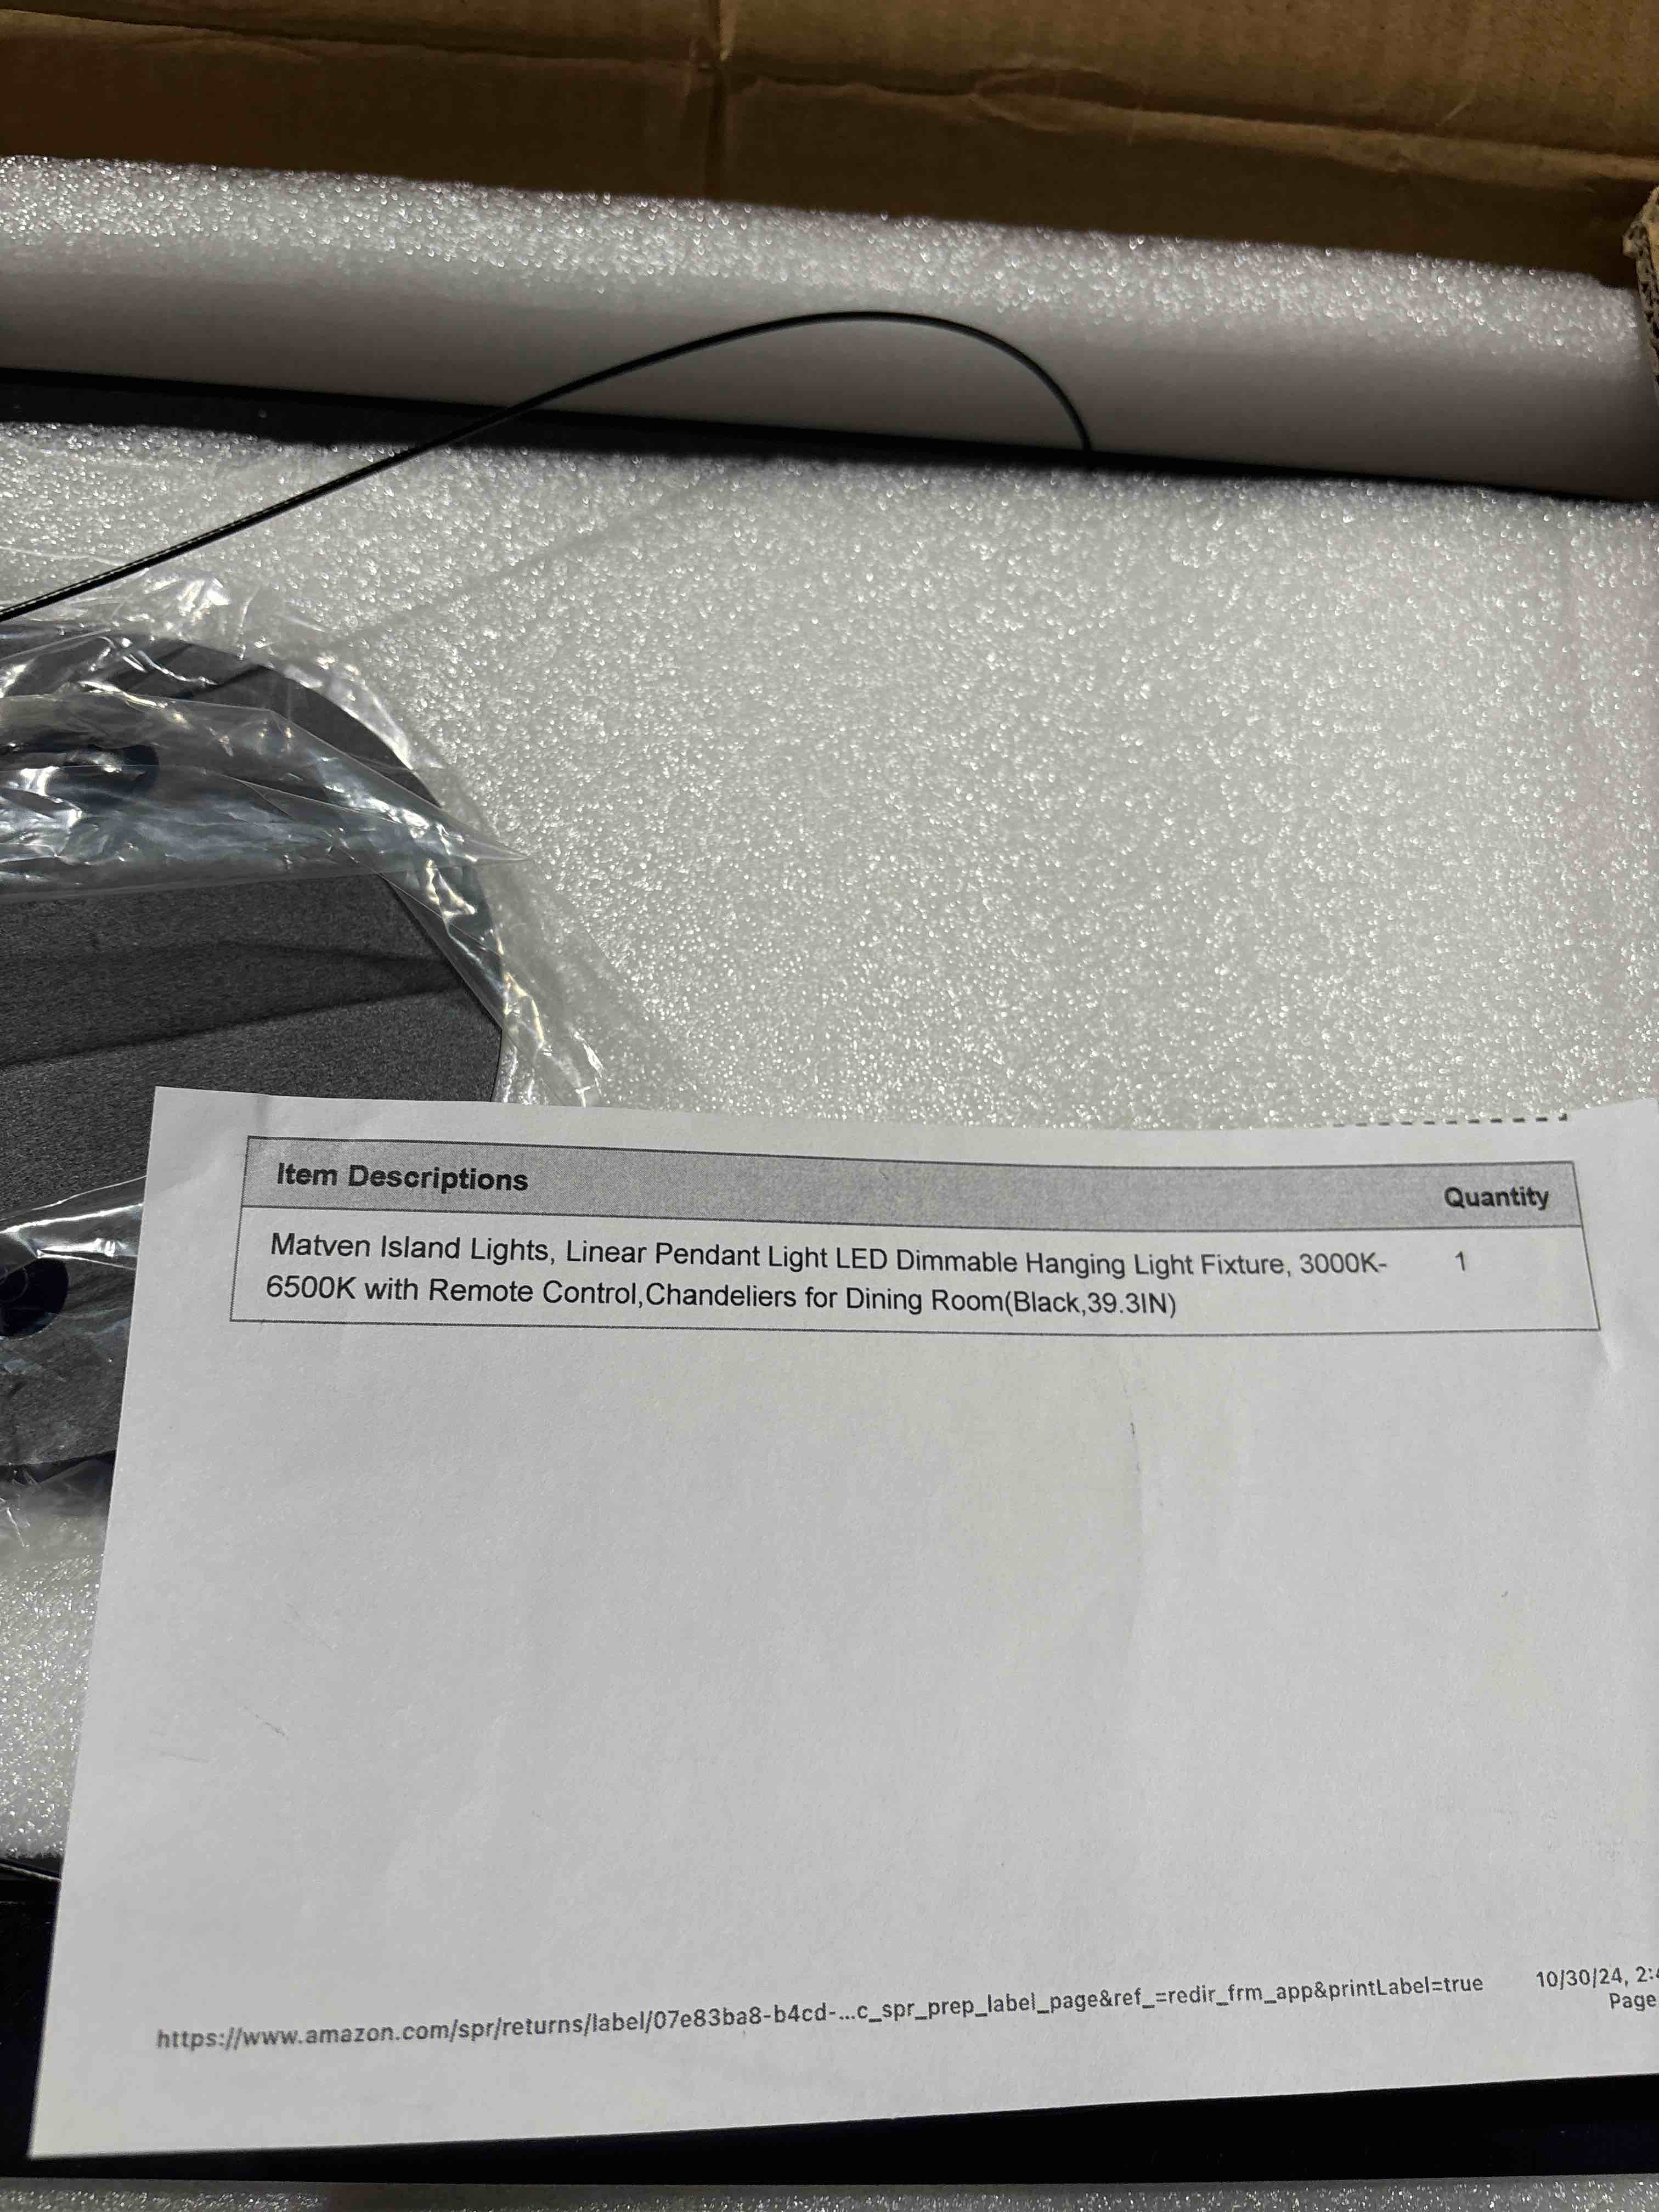 Item Descriptions
Quantity
Matven Island Lights, Linear Pendant Light LED Dimmable Hanging Light Fixture, 3000K-
1
6500K with Remote Control,Chandeliers for Dining Room(Black,39.3IN)
https://www.amazon.com/spr/returns/label/07e83ba8-b4cd-...c_spr_prep_label_page&ref_=redir_frm_app&printLabel=true
10/30/24, 2:
Page